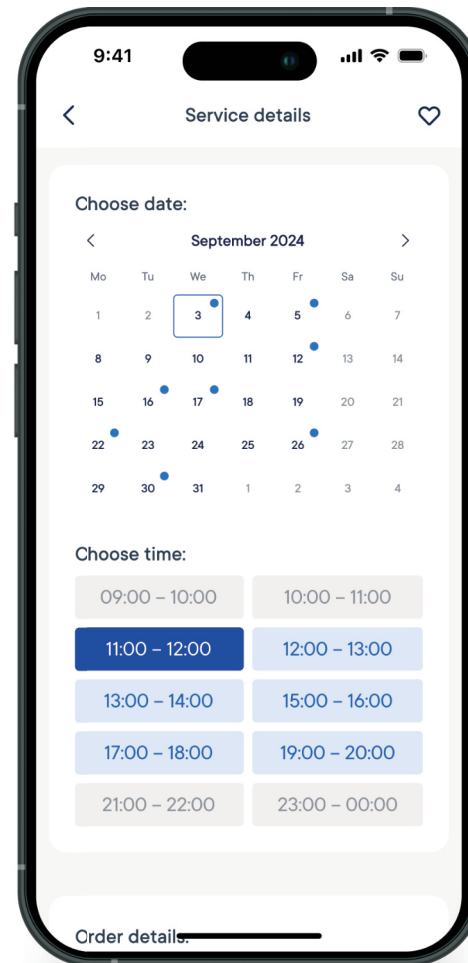 9:41
Service details
Choose date:
September 2024
Mo Tu We Th Fr Sa Su
1 2 3 4 5 6 7
8 9 10 11 12 13 14
15 16 17 18 19 20 21
22 23 24 25 26 27 28
29 30 31 1 2 3 4
Choose time:
09:00 – 10:00 10:00 – 11:00
11:00 – 12:00 12:00 – 13:00
13:00 – 14:00 15:00 – 16:00
17:00 – 18:00 19:00 – 20:00
21:00 – 22:00 23:00 – 00:00
Order details: